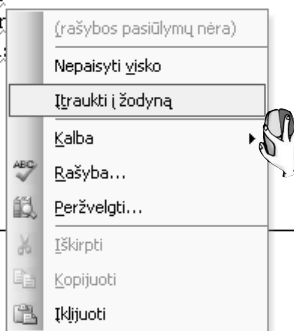 (rašybos pasiūlymų nėra)
Nepaisyti visko
Įtraukti į žodyną
Kalba
Rašyba...
Peržvelgti...
Iškirpti
Kopijuoti
Įklijuoti